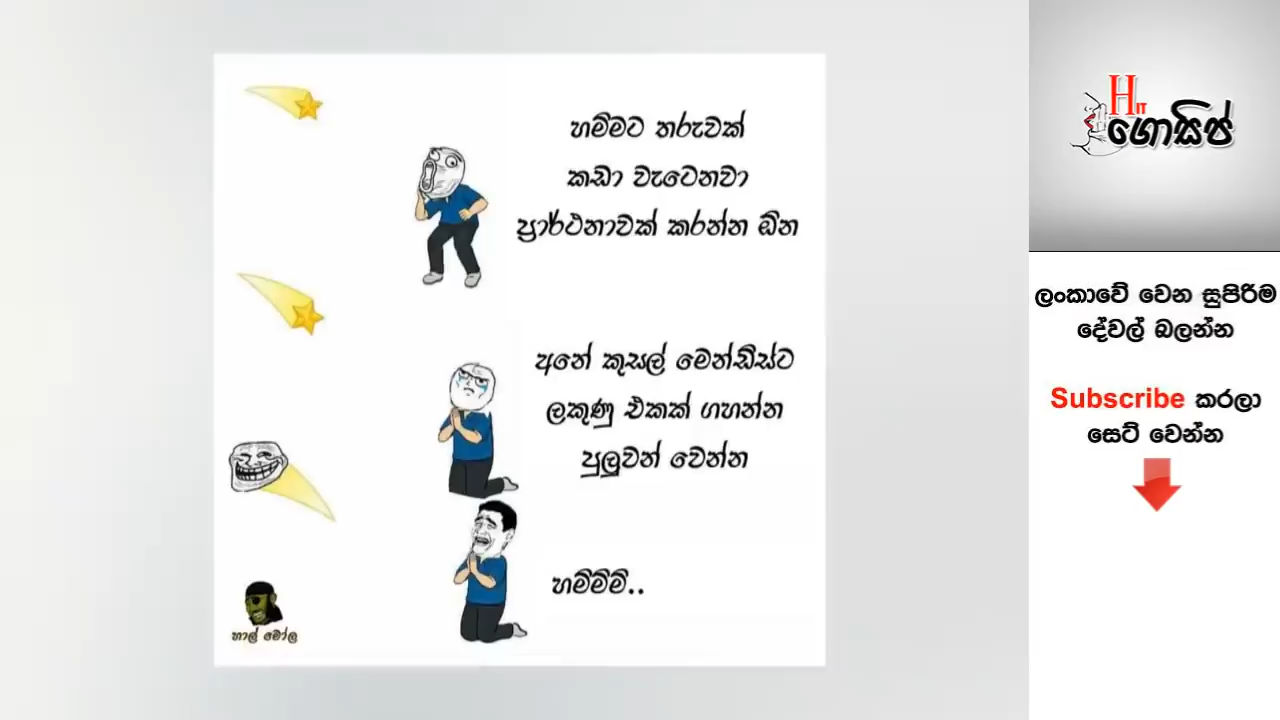 හම්මට තරුවක්
කඩා වැටෙනවා
ප්‍රාර්ථනාවක් කරන්න ඕන
අනේ කුසල් මෙන්ඩිස්ට
ලකුණු එකක් ගහන්න
පුලුවන් වෙන්න
හම්ම්ම්..
හාල් මෝල
HIT
ගොසිප්
ලංකාවේ වෙන සුපිරිම
දේවල් බලන්න
Subscribe කරලා
සෙට් වෙන්න